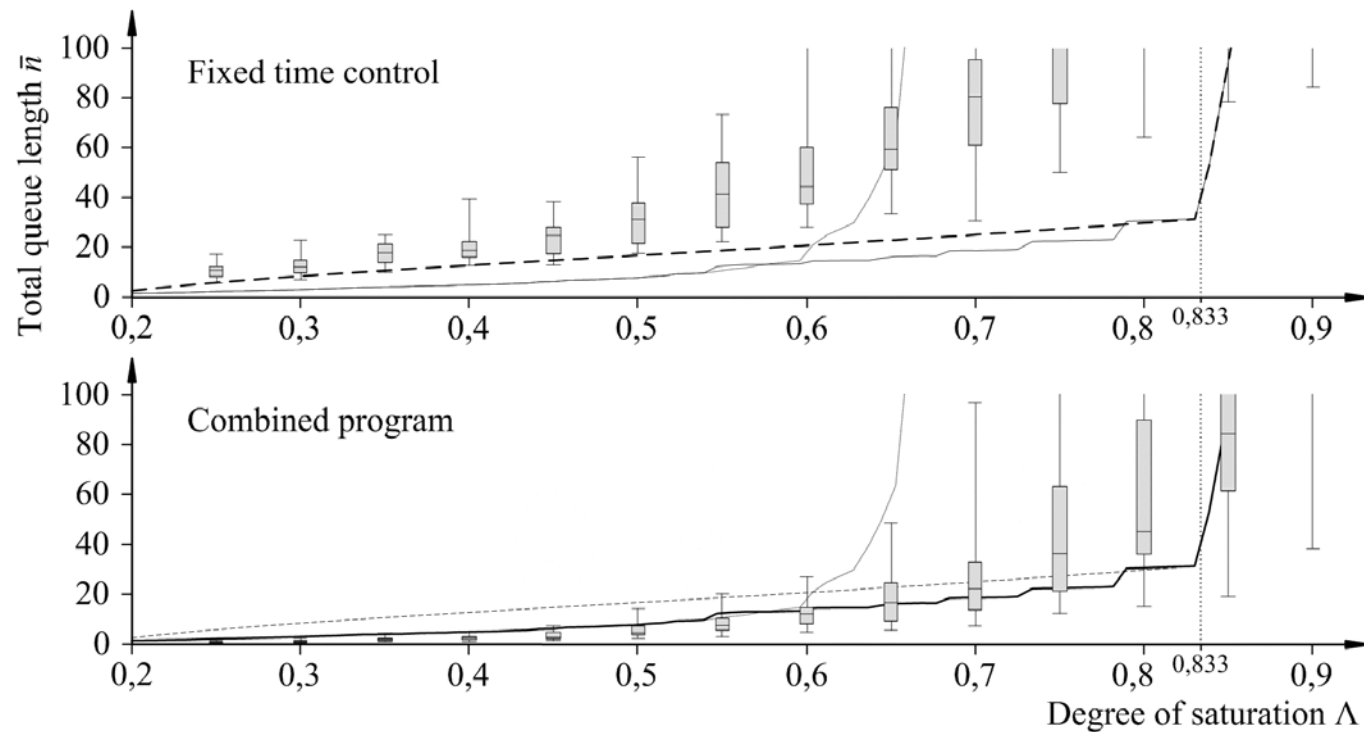 Total queue length n̄
100
80
60
40
20
0
Fixed time control
0,2 0,3 0,4 0,5 0,6 0,7 0,8 0,833 0,9
100
80
60
40
20
0
Combined program
0,2 0,3 0,4 0,5 0,6 0,7 0,8 0,833 0,9
Degree of saturation Λ